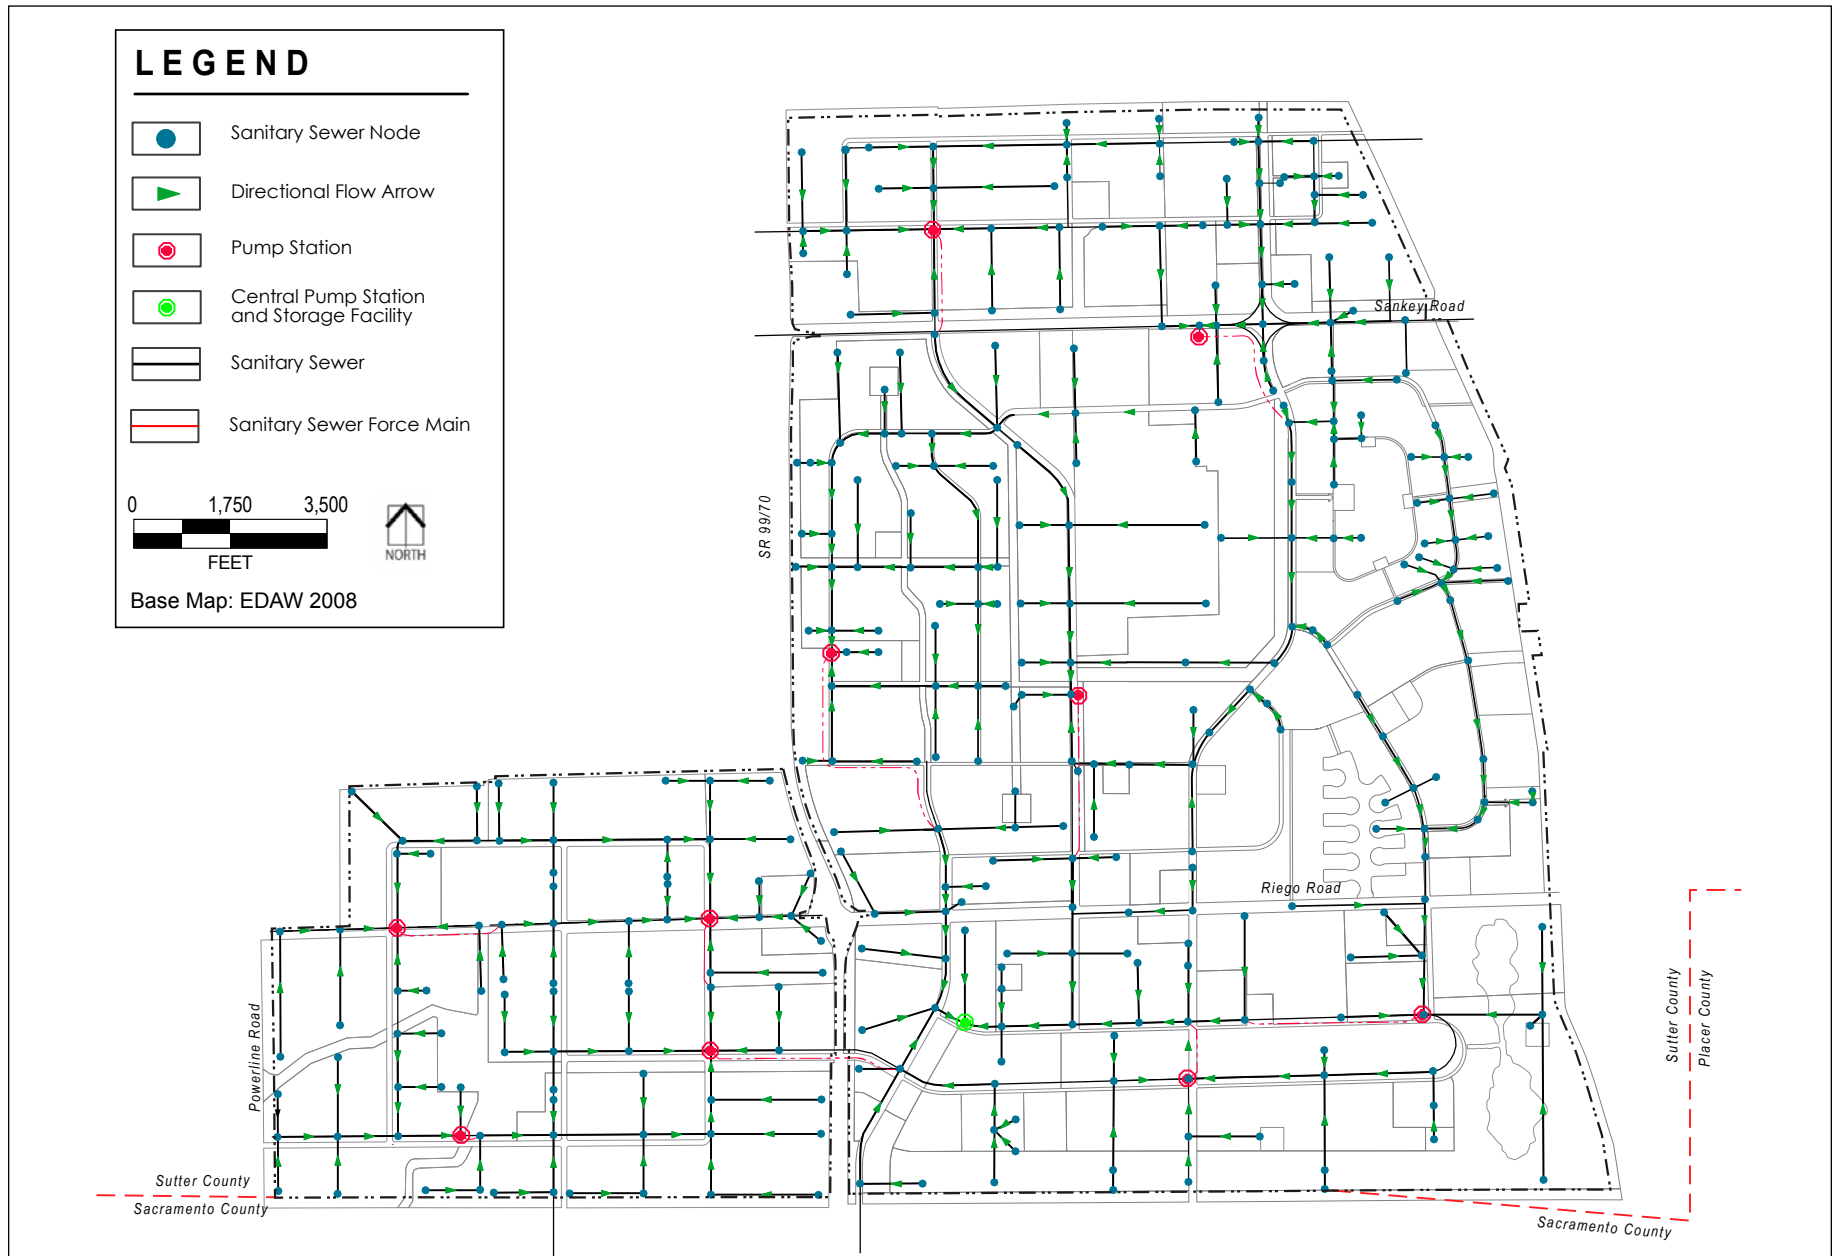 LEGEND
Sanitary Sewer Node
Directional Flow Arrow
Pump Station
Central Pump Station
and Storage Facility
Sanitary Sewer
Sanitary Sewer Force Main
0 1,750 3,500
FEET
NORTH
Base Map: EDAW 2008
Sankey Road
SR 99/70
Riego Road
Powerline Road
Sutter County
Placer County
Sutter County
Sacramento County
Sacramento County